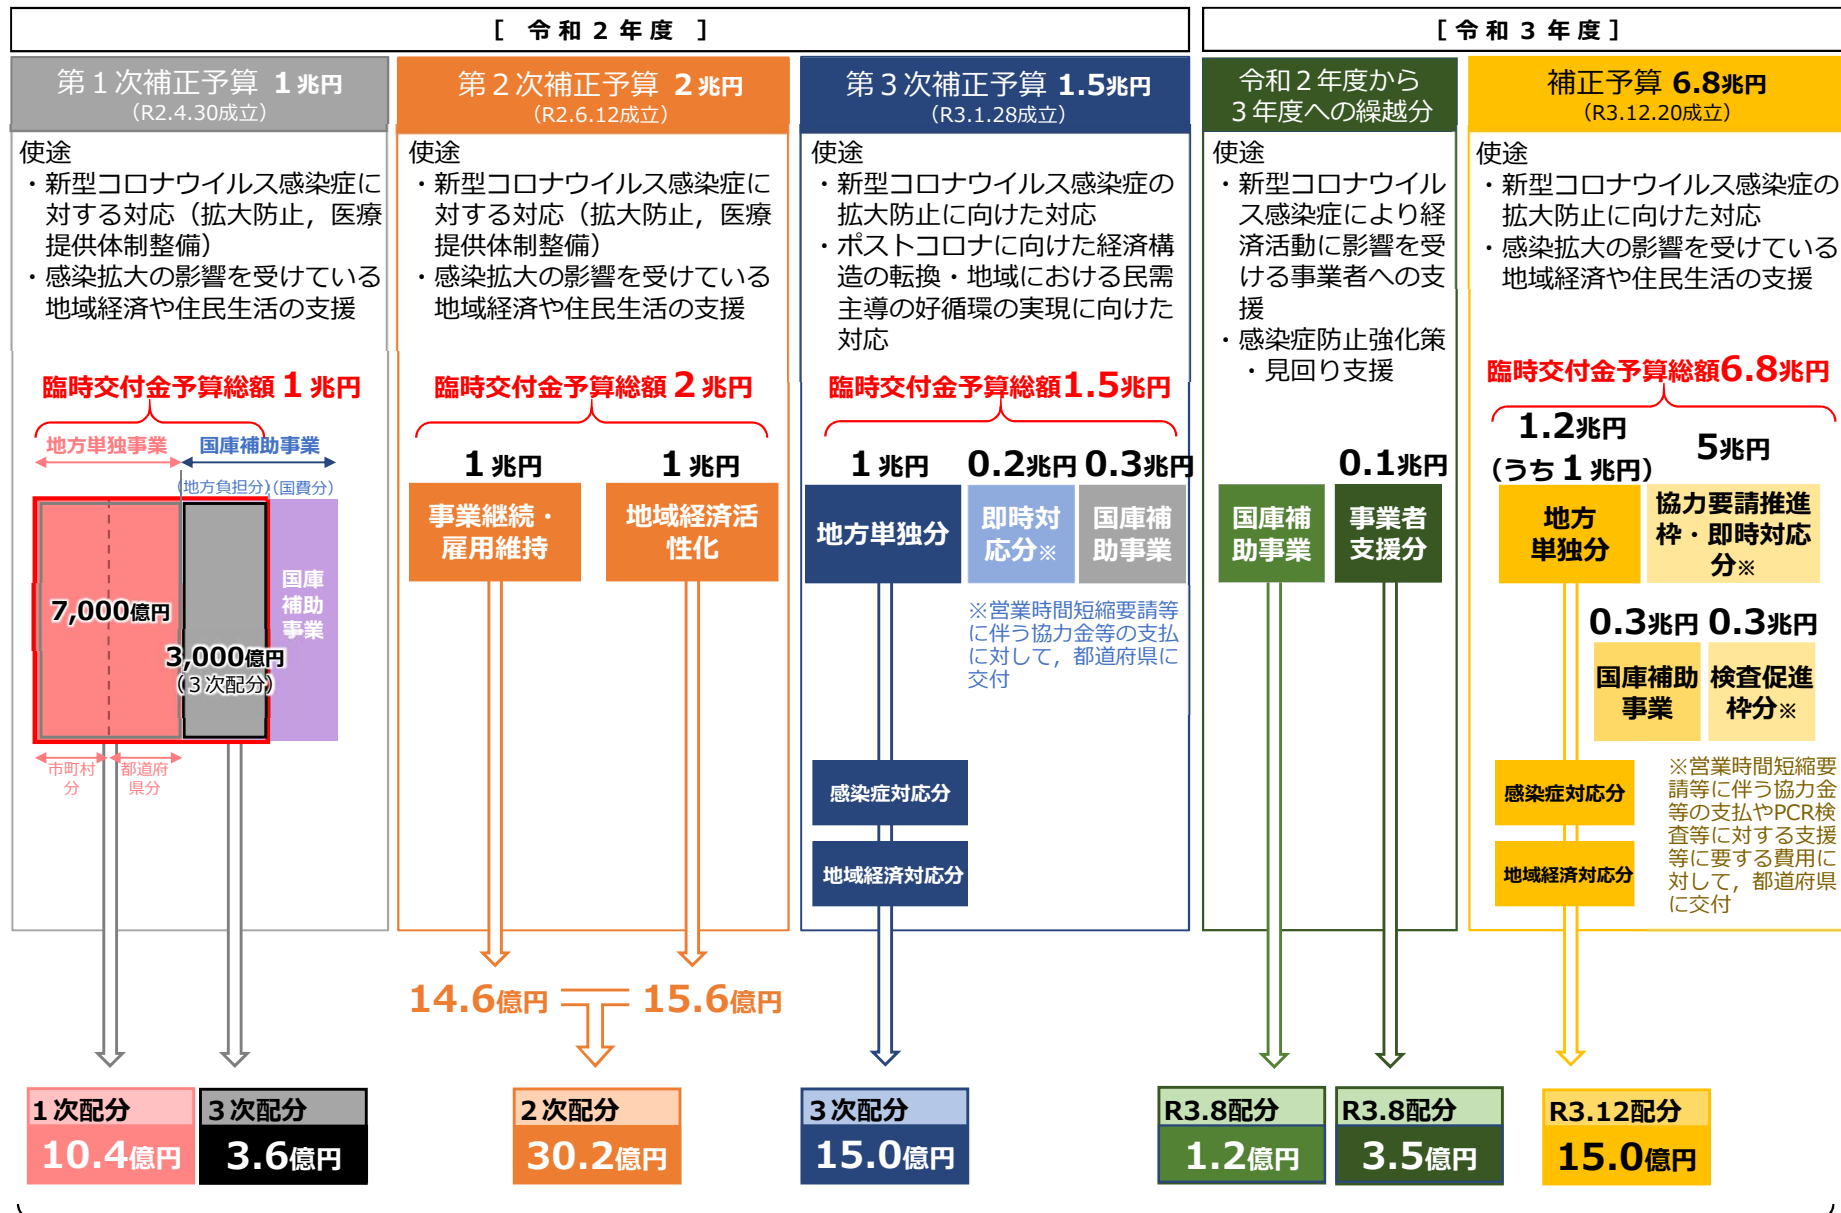 ［ 令和２年度 ］
［令和３年度］
第１次補正予算 １兆円
（R2.4.30成立）
使途
・新型コロナウイルス感染症に
対する対応（拡大防止，医療
提供体制整備）
・感染拡大の影響を受けている
地域経済や住民生活の支援
臨時交付金予算総額１兆円
地方単独事業 国庫補助事業
(地方負担分)(国費分)
7,000億円
3,000億円
（３次配分）
国庫
補助
事業
市町村
分
都道府
県分
第２次補正予算 ２兆円
（R2.6.12成立）
使途
・新型コロナウイルス感染症に
対する対応（拡大防止，医療
提供体制整備）
・感染拡大の影響を受けている
地域経済や住民生活の支援
臨時交付金予算総額２兆円
１兆円 １兆円
事業継続・
雇用維持
地域経済活
性化
14.6億円 15.6億円
第３次補正予算 1.5兆円
（R3.1.28成立）
使途
・新型コロナウイルス感染症の
拡大防止に向けた対応
・ポストコロナに向けた経済構
造の転換・地域における民需
主導の好循環の実現に向けた
対応
臨時交付金予算総額1.5兆円
１兆円 0.2兆円 0.3兆円
地方単独分
即時対
応分※
国庫補
助事業
※営業時間短縮要請等
に伴う協力金等の支払
に対して，都道府県に
交付
感染症対応分
地域経済対応分
令和２年度から
３年度への繰越分
使途
・新型コロナウイル
ス感染症により経
済活動に影響を受
ける事業者への支
援
・感染症防止強化策
・見回り支援
0.1兆円
国庫補
助事業
事業者
支援分
補正予算 6.8兆円
（R3.12.20成立）
使途
・新型コロナウイルス感染症の
拡大防止に向けた対応
・感染拡大の影響を受けている
地域経済や住民生活の支援
臨時交付金予算総額6.8兆円
1.2兆円
（うち１兆円）
5兆円
地方
単独分
協力要請推進
枠・即時対応
分※
0.3兆円 0.3兆円
国庫補助
事業
検査促進
枠分※
※営業時間短縮要
請等に伴う協力金
等の支払やPCR検
査等に対する支援
等に要する費用に
対して，都道府県
に交付
感染症対応分
地域経済対応分
１次配分
10.4億円
３次配分
3.6億円
２次配分
30.2億円
３次配分
15.0億円
R3.8配分
1.2億円
R3.8配分
3.5億円
R3.12配分
15.0億円